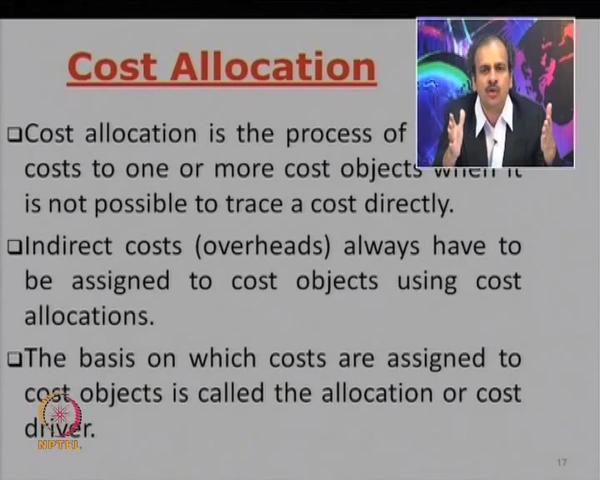 Cost Allocation
❑Cost allocation is the process of
costs to one or more cost objects when it
is not possible to trace a cost directly.
❑Indirect costs (overheads) always have to
be assigned to cost objects using cost
allocations.
❑The basis on which costs are assigned to
cost objects is called the allocation or cost
driver.
NPTEL
17